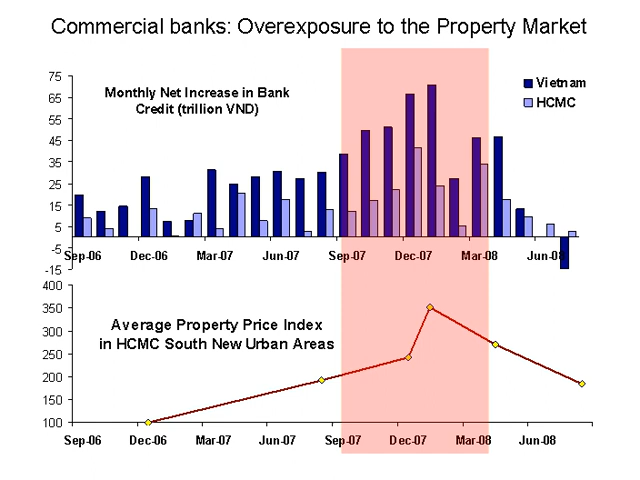 Commercial banks: Overexposure to the Property Market
Monthly Net Increase in Bank
Credit (trillion VND)
Vietnam
HCMC
75
65
55
45
35
25
15
5
-5
-15
Sep-06 Dec-06 Mar-07 Jun-07 Sep-07 Dec-07 Mar-08 Jun-08
Average Property Price Index
in HCMC South New Urban Areas
400
350
300
250
200
150
100
Sep-06 Dec-06 Mar-07 Jun-07 Sep-07 Dec-07 Mar-08 Jun-08